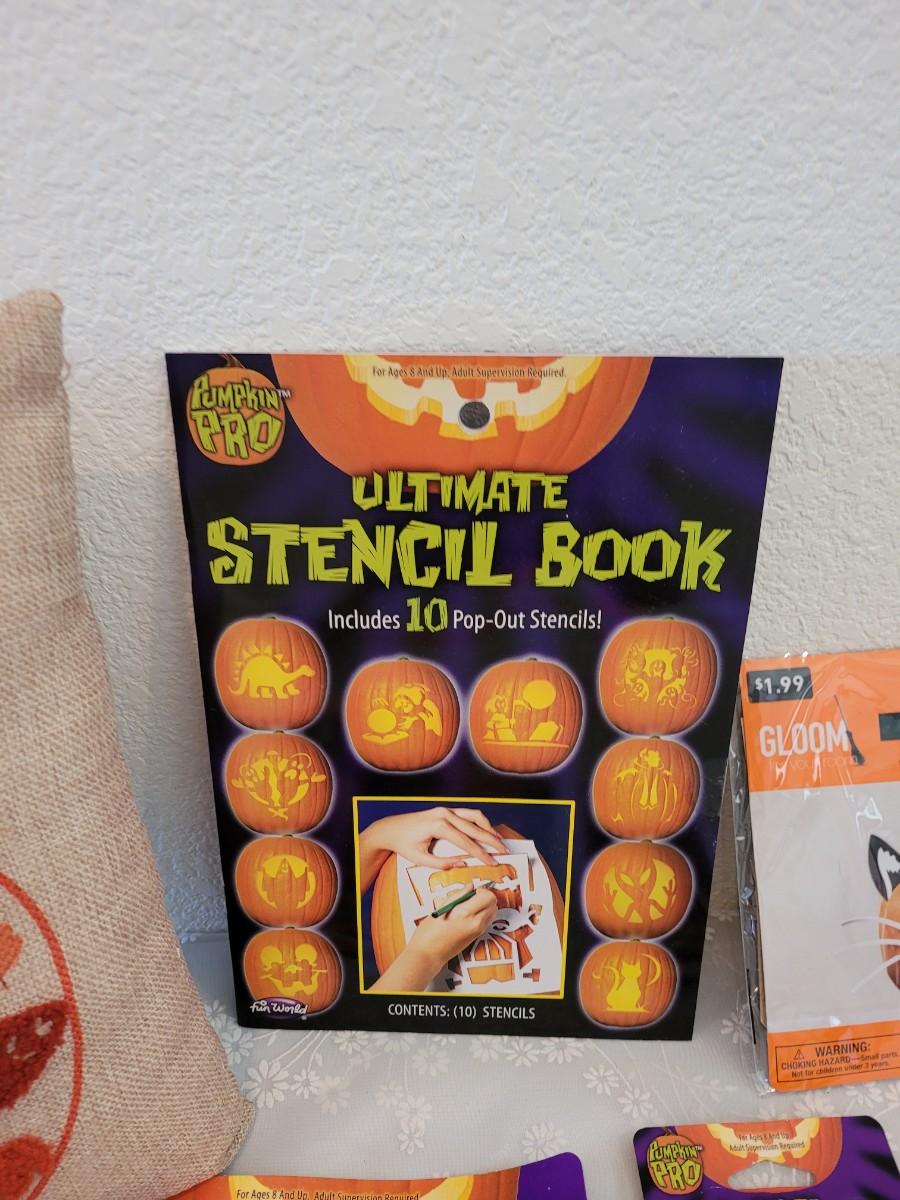 For Ages 8 And Up, Adult Supervision Required.
PUMPKIN™
PRO
ULTIMATE
STENCIL BOOK
Includes 10 Pop-Out Stencils!
fun World
CONTENTS: (10) STENCILS
$1.99
GLOOM
WARNING:
CHOKING HAZARD—Small parts.
Not for children under 3 years.
For Ages 8 And Up,
Adult Supervision Required
PUMPKIN™
PRO
For Ages 8 And Up, Adult Supervision Required